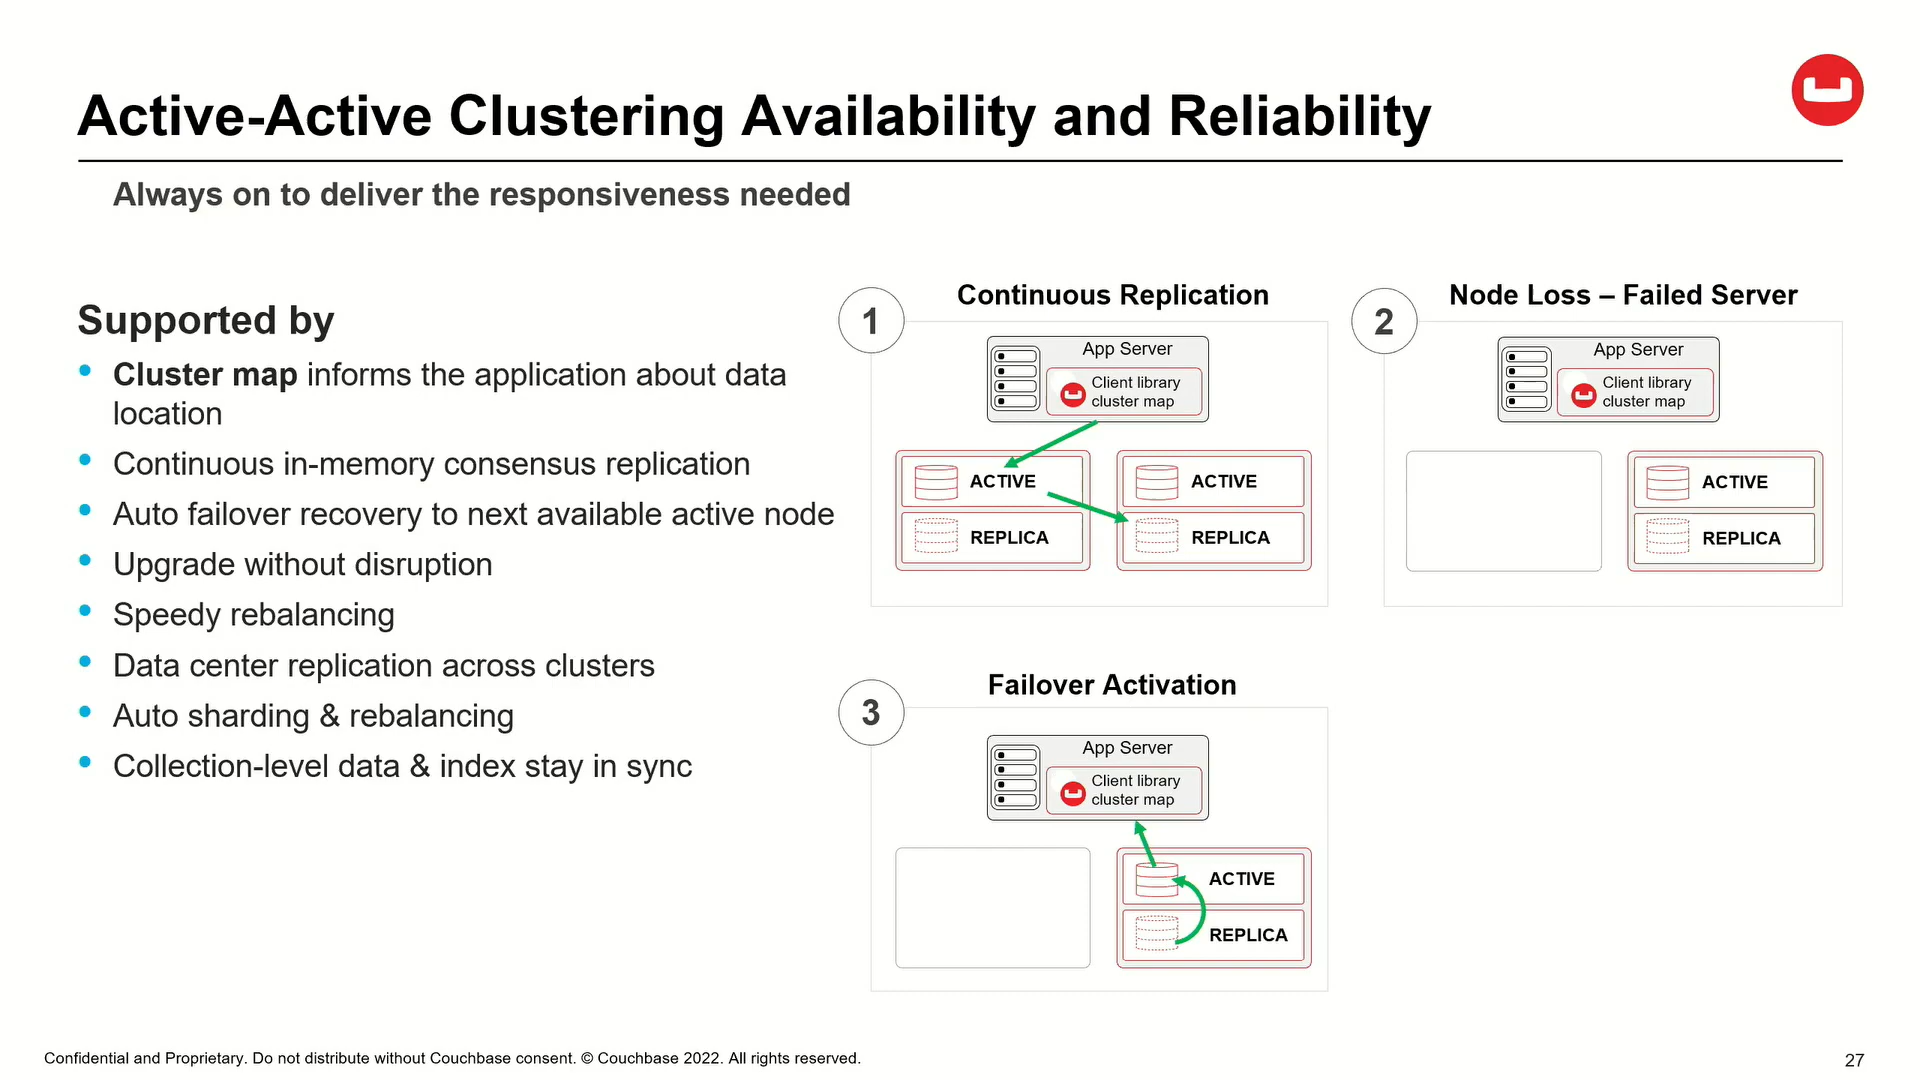 Active-Active Clustering Availability and Reliability
Always on to deliver the responsiveness needed
Supported by
• Cluster map informs the application about data
location
• Continuous in-memory consensus replication
• Auto failover recovery to next available active node
• Upgrade without disruption
• Speedy rebalancing
• Data center replication across clusters
• Auto sharding & rebalancing
• Collection-level data & index stay in sync
1
Continuous Replication
App Server
Client library
cluster map
ACTIVE
REPLICA
ACTIVE
REPLICA
2
Node Loss – Failed Server
App Server
Client library
cluster map
ACTIVE
REPLICA
3
Failover Activation
App Server
Client library
cluster map
ACTIVE
REPLICA
Confidential and Proprietary. Do not distribute without Couchbase consent. © Couchbase 2022. All rights reserved.
27